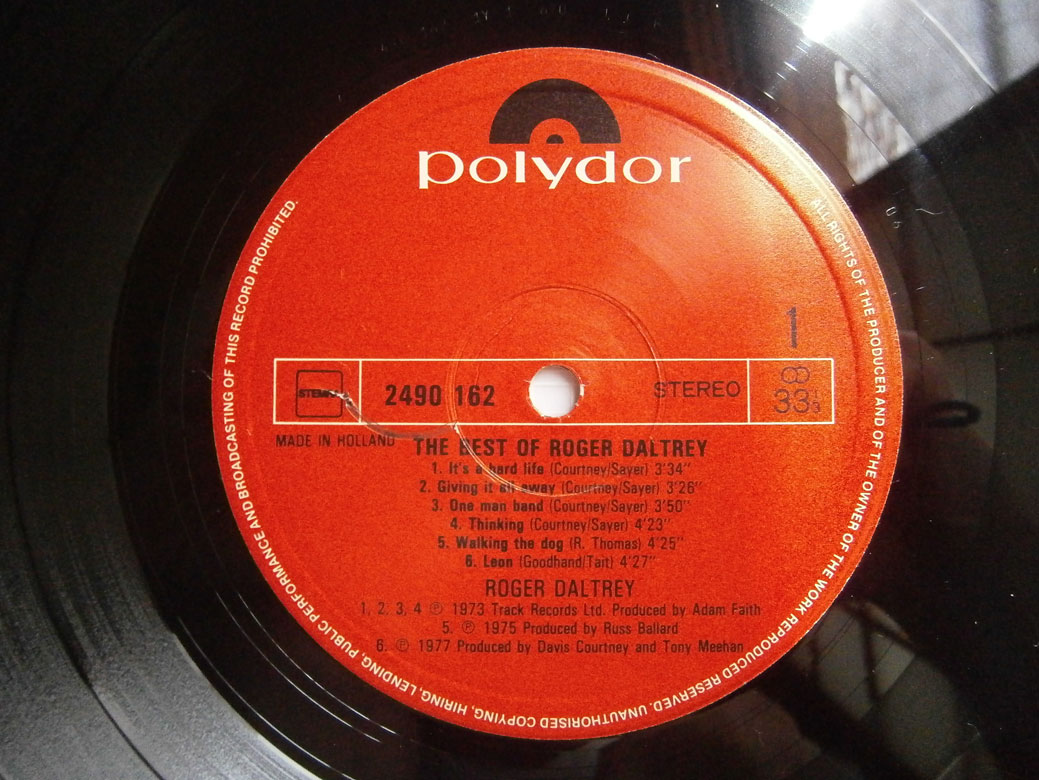 polydor
1
STEMRA
2490 162
STEREO
33⅓
MADE IN HOLLAND
THE BEST OF ROGER DALTREY
1. It's a hard life (Courtney/Sayer) 3'34"
2. Giving it all away (Courtney/Sayer) 3'26"
3. One man band (Courtney/Sayer) 3'50"
4. Thinking (Courtney/Sayer) 4'23"
5. Walking the dog (R. Thomas) 4'25"
6. Leon (Goodhand/Tait) 4'27"
ROGER DALTREY
1, 2, 3, 4 ℗ 1973 Track Records Ltd. Produced by Adam Faith
5. ℗ 1975 Produced by Russ Ballard
6. ℗ 1977 Produced by Davis Courtney and Tony Meehan
ALL RIGHTS OF THE PRODUCER AND OF THE OWNER OF THE WORK REPRODUCED RESERVED. UNAUTHORISED COPYING, HIRING, LENDING, PUBLIC PERFORMANCE AND BROADCASTING OF THIS RECORD PROHIBITED.